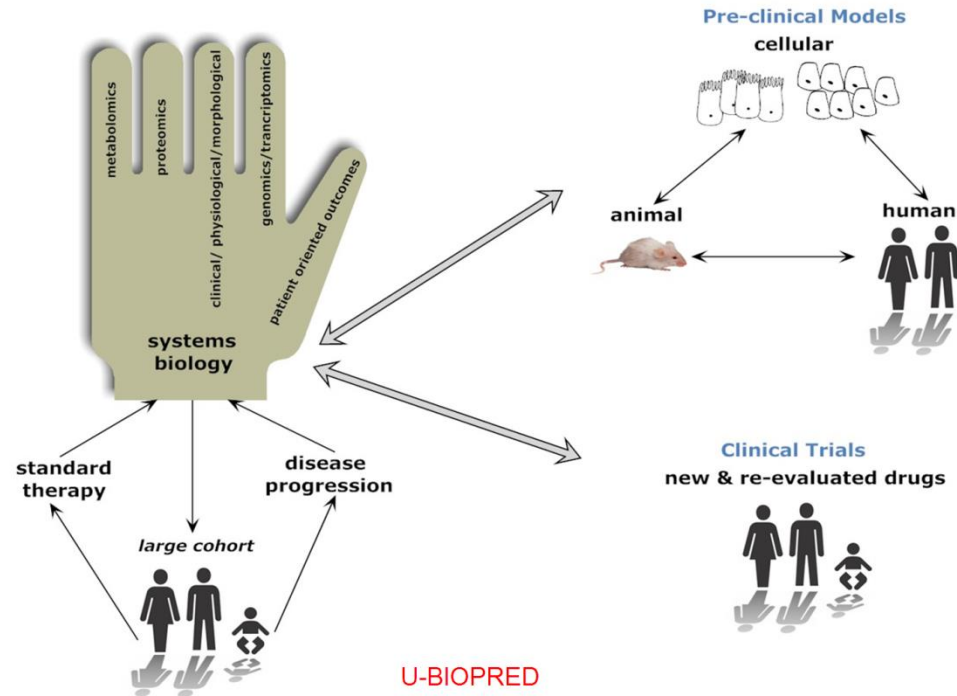 metabolomics
proteomics
clinical/ physiological/morphological
genomics/trancriptomics
patient oriented outcomes
systems
biology
standard
therapy
disease
progression
large cohort
Pre-clinical Models
cellular
animal
human
Clinical Trials
new & re-evaluated drugs
U-BIOPRED